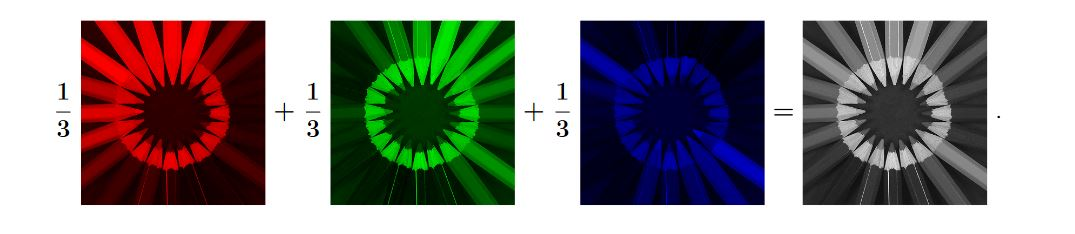 1/3 + 1/3 + 1/3 = .